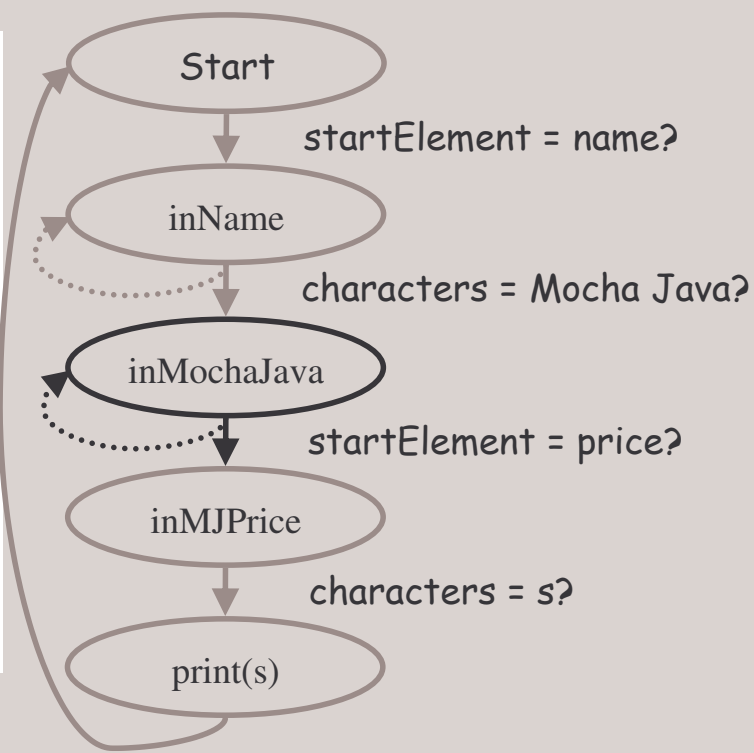 Start
startElement = name?
inName
characters = Mocha Java?
inMochaJava
startElement = price?
inMJPrice
characters = s?
print(s)